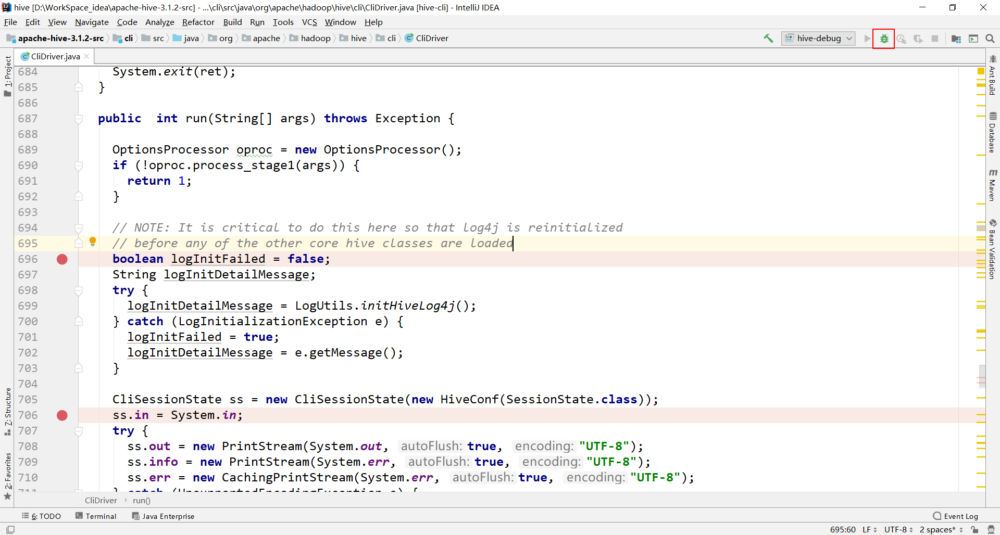 hive [D:\WorkSpace_idea\apache-hive-3.1.2-src] - ...\cli\src\java\org\apache\hadoop\hive\cli\CliDriver.java [hive-cli] - IntelliJ IDEA
File Edit View Navigate Code Analyze Refactor Build Run Tools VCS Window Help
apache-hive-3.1.2-src cli src java org apache hadoop hive cli CliDriver hive-debug
CliDriver.java
1: Project
7: Structure
2: Favorites
684 System.exit(ret);
685 }
686
687 public  int run(String[] args) throws Exception {
688
689 OptionsProcessor oproc = new OptionsProcessor();
690 if (!oproc.process_stage1(args)) {
691 return 1;
692 }
693
694 // NOTE: It is critical to do this here so that log4j is reinitialized
695 // before any of the other core hive classes are loaded
696 boolean logInitFailed = false;
697 String logInitDetailMessage;
698 try {
699 logInitDetailMessage = LogUtils.initHiveLog4j();
700 } catch (LogInitializationException e) {
701 logInitFailed = true;
702 logInitDetailMessage = e.getMessage();
703 }
704
705 CliSessionState ss = new CliSessionState(new HiveConf(SessionState.class));
706 ss.in = System.in;
707 try {
708 ss.out = new PrintStream(System.out, autoFlush: true, encoding: "UTF-8");
709 ss.info = new PrintStream(System.err, autoFlush: true, encoding: "UTF-8");
710 ss.err = new CachingPrintStream(System.err, autoFlush: true, encoding: "UTF-8");
711 } catch (UnsupportedEncodingException e) {
Ant Build
Database
Maven
Bean Validation
CliDriver run()
6: TODO Terminal Java Enterprise Event Log
695:60 LF UTF-8 2 spaces*